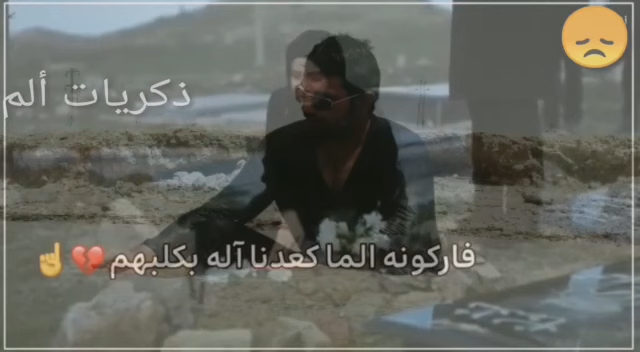 ذكريات ألم
فاركونه الما كعدنا آله بكلبهم 💔☝